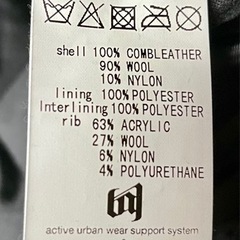 shell 100% COMBLEATHER
90% WOOL
10% NYLON
lining 100% POLYESTER
Interlining 100% POLYESTER
rib 63% ACRYLIC
27% WOOL
6% NYLON
4% POLYURETHANE
active urban wear support system